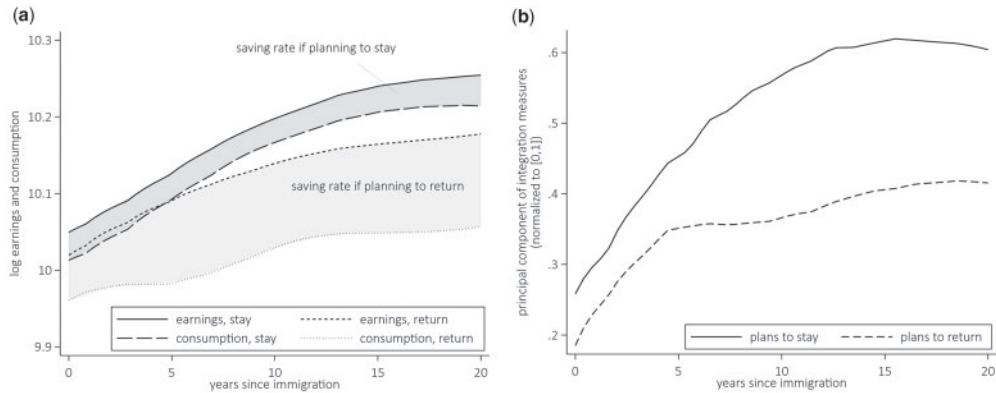 (a)
10.3
10.2
10.1
10
9.9
log earnings and consumption
saving rate if planning to stay
saving rate if planning to return
earnings, stay
earnings, return
consumption, stay
consumption, return
0
5
10
15
20
years since immigration
(b)
.6
.5
.4
.3
.2
principal component of integration measures
(normalized to [0,1])
plans to stay
plans to return
0
5
10
15
20
years since immigration